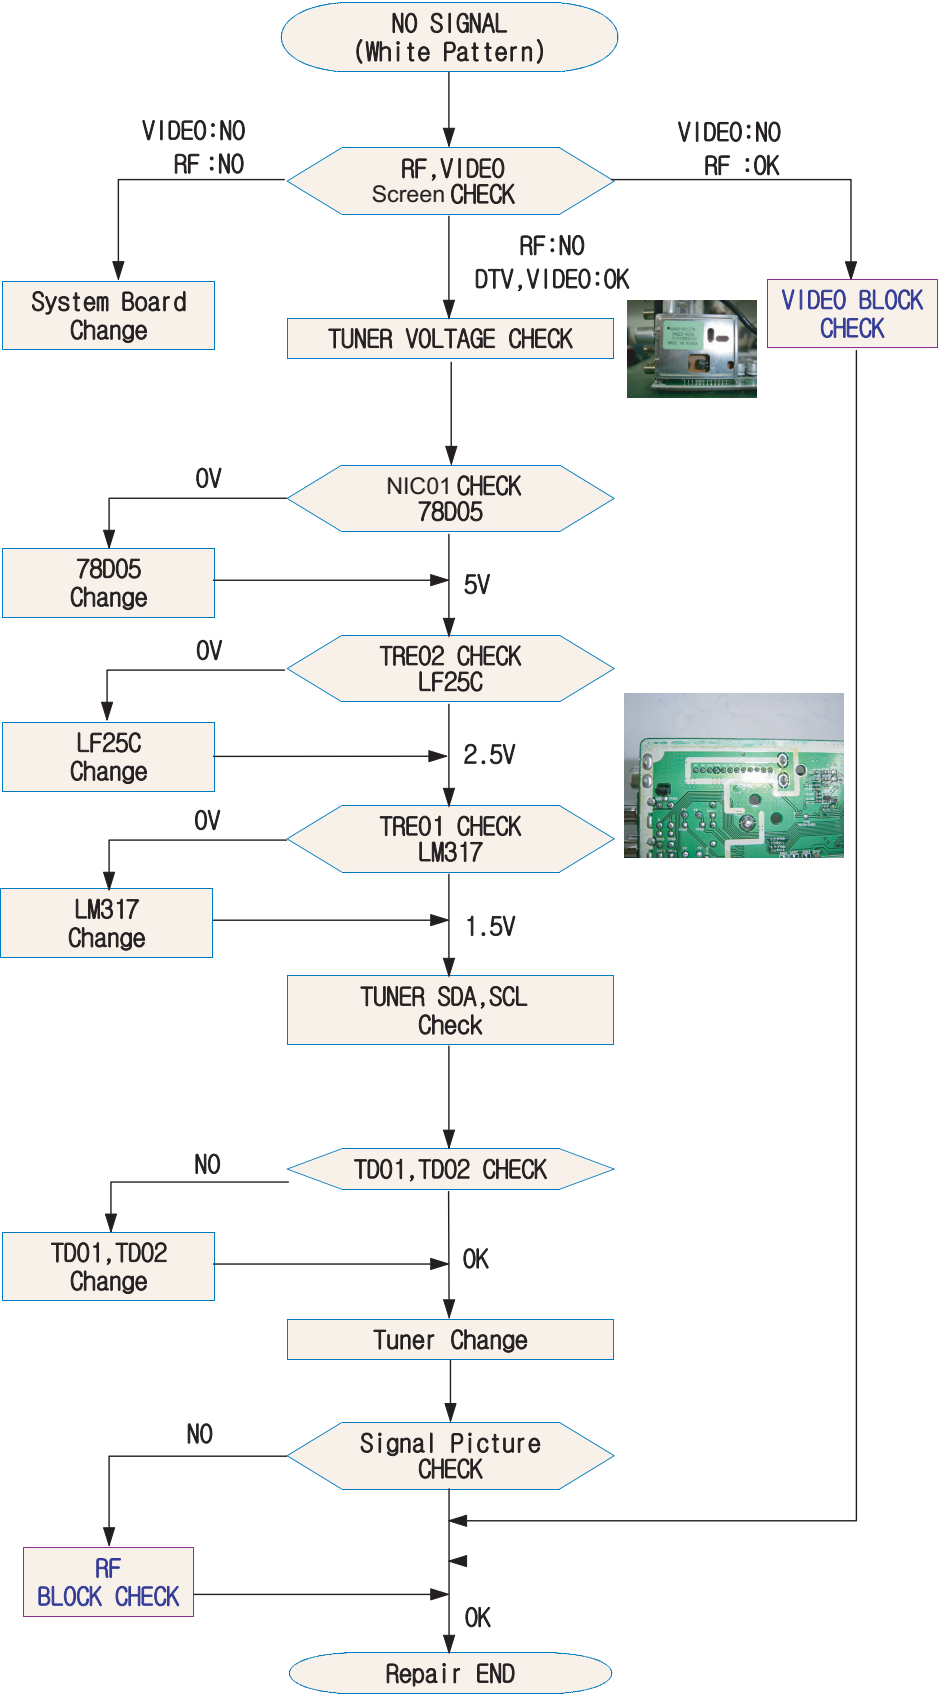 NO SIGNAL
(White Pattern)
VIDEO:NO
RF :NO
VIDEO:NO
RF :OK
RF,VIDEO
Screen CHECK
RF:NO
DTV,VIDEO:OK
System Board
Change
VIDEO BLOCK
CHECK
TUNER VOLTAGE CHECK
0V
NIC01 CHECK
78D05
78D05
Change
5V
0V
TRE02 CHECK
LF25C
LF25C
Change
2.5V
0V
TRE01 CHECK
LM317
LM317
Change
1.5V
TUNER SDA,SCL
Check
NO
TD01,TD02 CHECK
TD01,TD02
Change
OK
Tuner Change
NO
Signal Picture
CHECK
RF
BLOCK CHECK
OK
Repair END